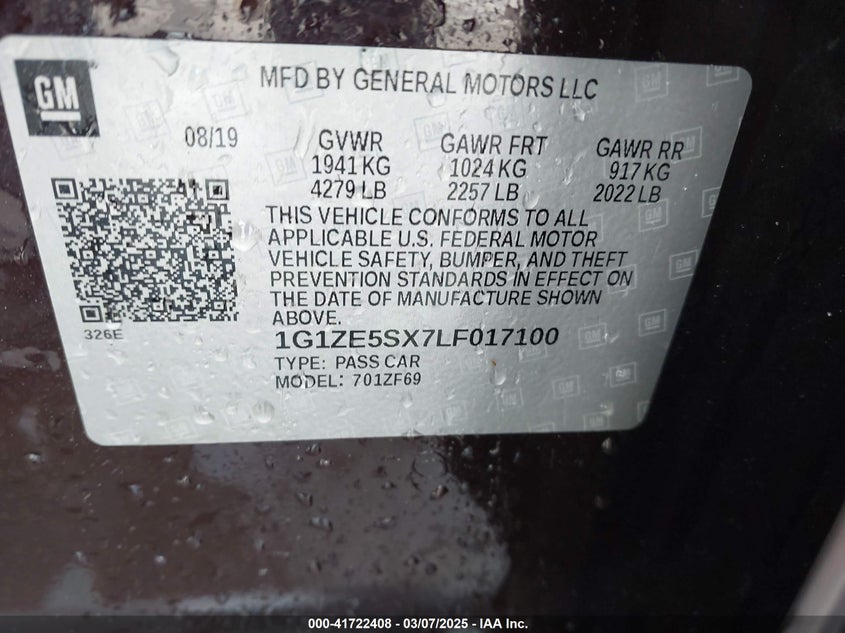 GM
MFD BY GENERAL MOTORS LLC
08/19
GVWR
1941 KG
4279 LB
GAWR FRT
1024 KG
2257 LB
GAWR RR
917 KG
2022 LB
THIS VEHICLE CONFORMS TO ALL
APPLICABLE U.S. FEDERAL MOTOR
VEHICLE SAFETY, BUMPER, AND THEFT
PREVENTION STANDARDS IN EFFECT ON
THE DATE OF MANUFACTURE SHOWN
ABOVE.
326E
1G1ZE5SX7LF017100
TYPE: PASS CAR
MODEL: 701ZF69
000-41722408 - 03/07/2025 - IAA Inc.